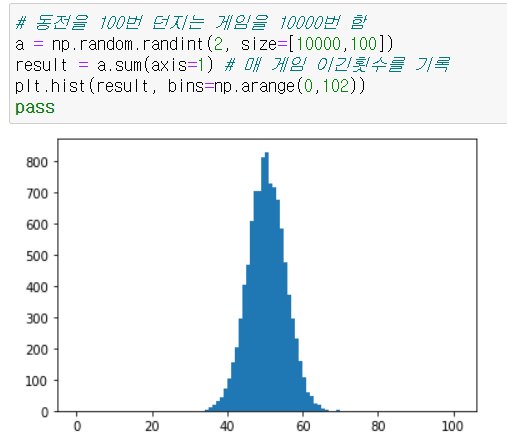 # 동전을 100번 던지는 게임을 10000번 함
a = np.random.randint(2, size=[10000,100])
result = a.sum(axis=1) # 매 게임 이긴횟수를 기록
plt.hist(result, bins=np.arange(0,102))
pass
800
700
600
500
400
300
200
100
0
0 20 40 60 80 100